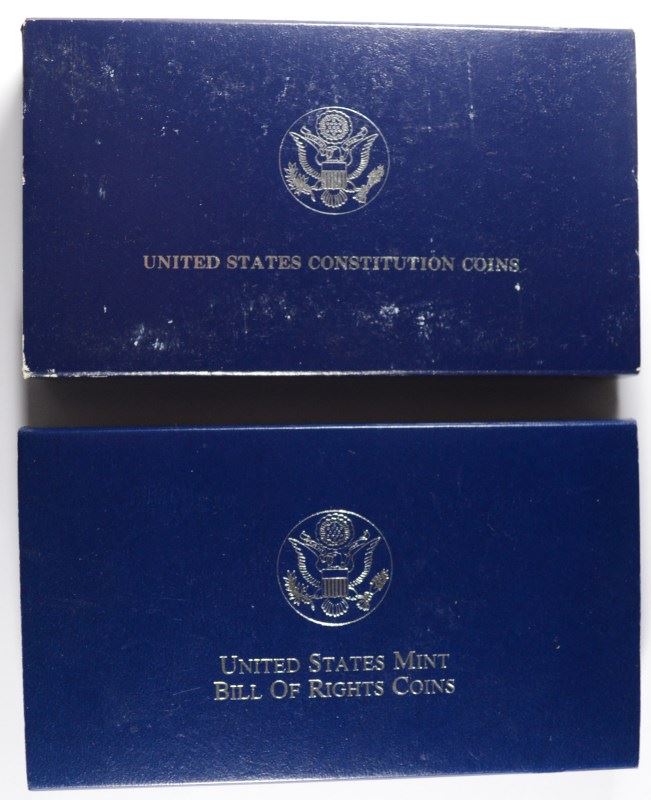 UNITED STATES CONSTITUTION COINS
UNITED STATES MINT
BILL OF RIGHTS COINS